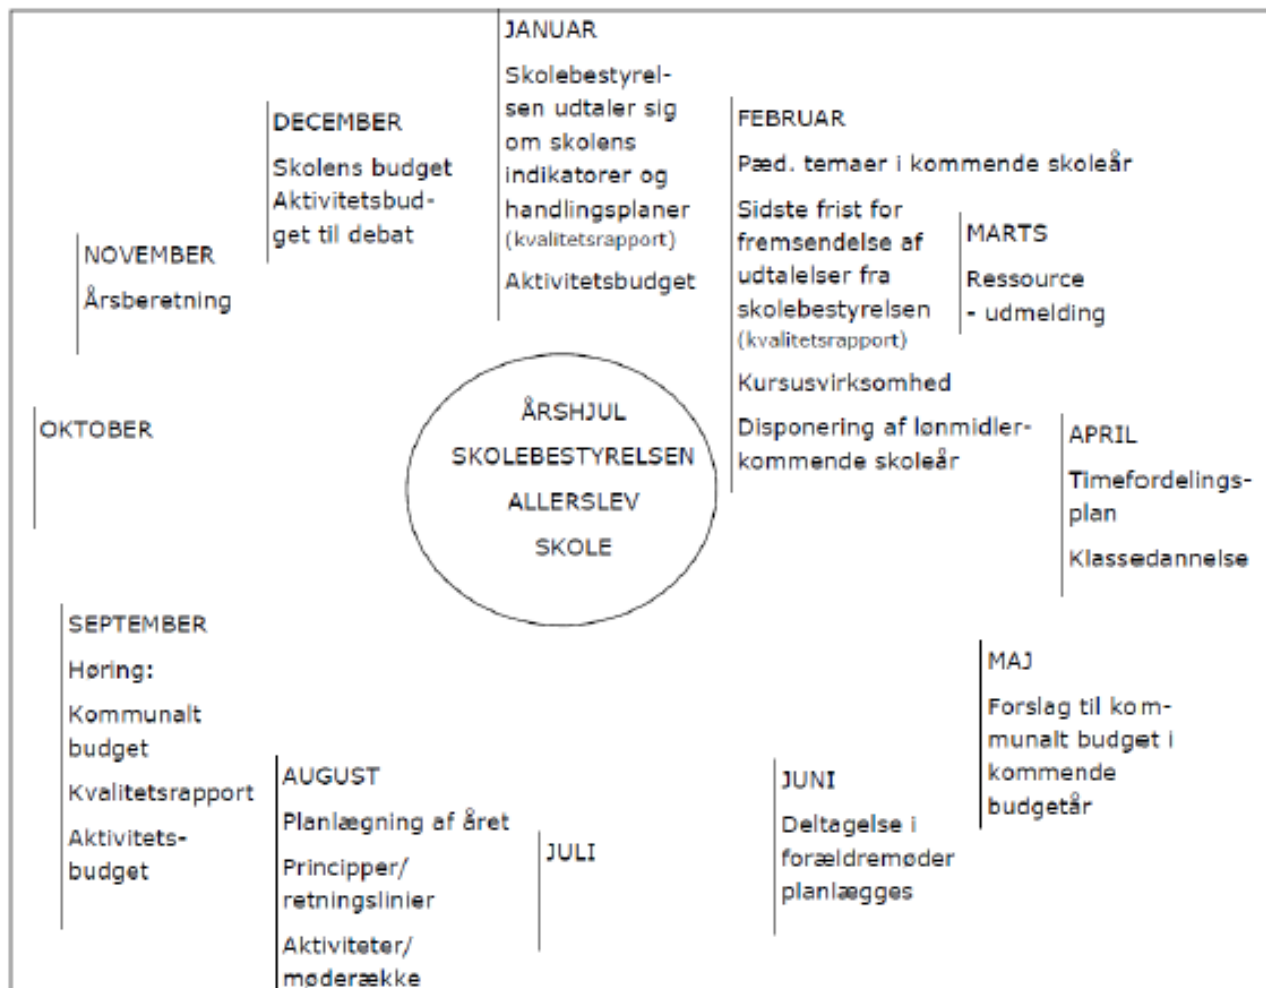 JANUAR
Skolebestyrel-
sen udtaler sig
om skolens
indikatorer og
handlingsplaner
(kvalitetsrapport)
Aktivitetsbudget
FEBRUAR
Pæd. temaer i kommende skoleår
Sidste frist for
fremsendelse af
udtalelser fra
skolebestyrelsen
(kvalitetsrapport)
Kursusvirksomhed
Disponering af lønmidler-
kommende skoleår
MARTS
Ressource
- udmelding
APRIL
Timefordelings-
plan
Klassedannelse
MAJ
Forslag til kom-
munalt budget i
kommende
budgetår
JUNI
Deltagelse i
forældremøder
planlægges
JULI
AUGUST
Planlægning af året
Principper/
retningslinier
Aktiviteter/
møderække
SEPTEMBER
Høring:
Kommunalt
budget
Kvalitetsrapport
Aktivitets-
budget
OKTOBER
NOVEMBER
Årsberetning
DECEMBER
Skolens budget
Aktivitetsbud-
get til debat
ÅRSHJUL
SKOLEBESTYRELSEN
ALLERSLEV
SKOLE